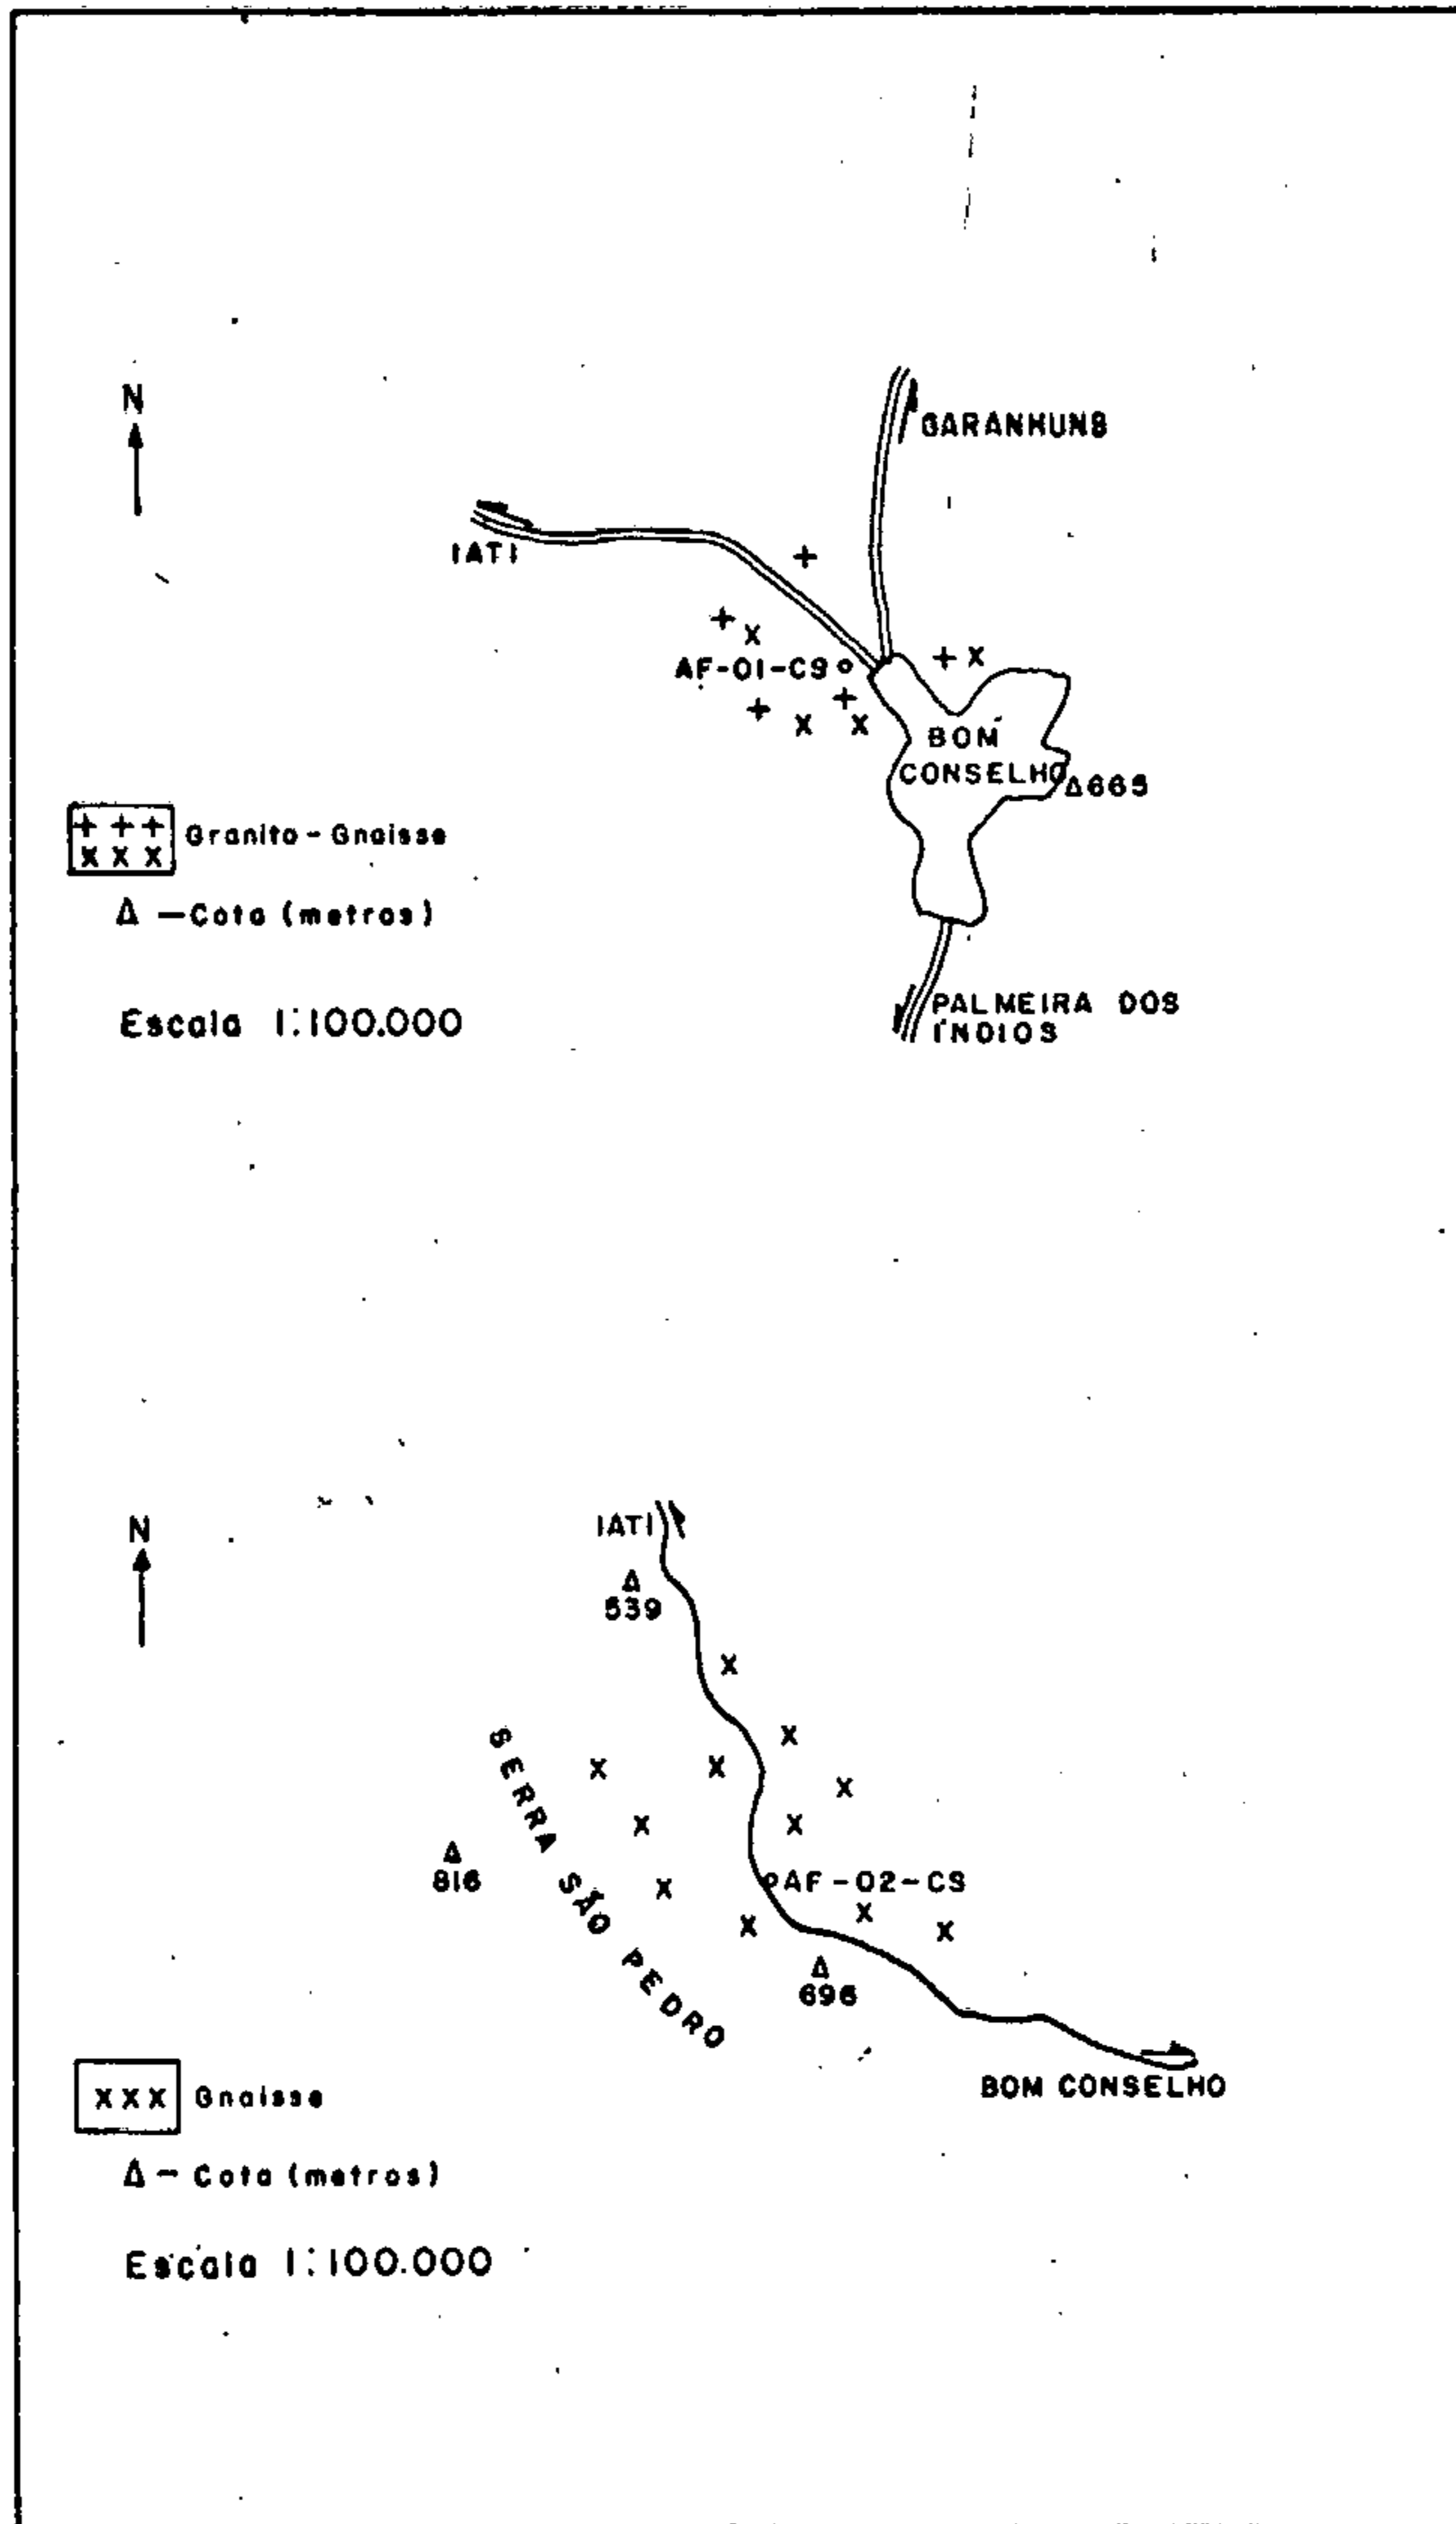 N
GARANHUNS
IATI
AF-01-CS
BOM
CONSELHO
Δ665
+ + +
x x x
Granito-Gnaisse
Δ - Cota (metros)
PALMEIRA DOS
ÍNDIOS
Escala 1:100.000
N
IATI
Δ
539
SERRA SÃO PEDRO
Δ
816
AF-02-CS
Δ
696
BOM CONSELHO
x x x
Gnaisse
Δ - Cota (metros)
Escala 1:100.000